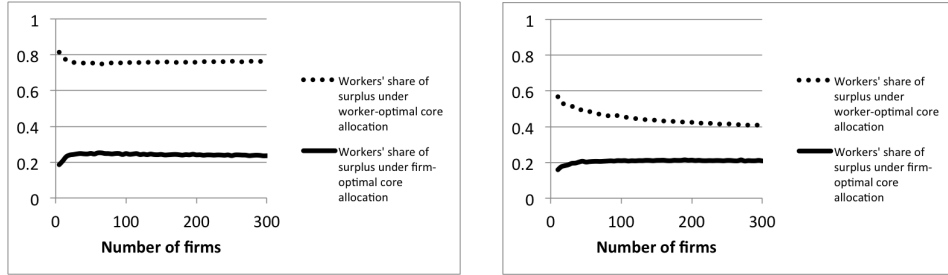 1
0.8
0.6
0.4
0.2
0
0 100 200 300
Number of firms
Workers' share of
surplus under
worker-optimal core
allocation
Workers' share of
surplus under firm-
optimal core
allocation
1
0.8
0.6
0.4
0.2
0
0 100 200 300
Number of firms
Workers' share of
surplus under
worker-optimal core
allocation
Workers' share of
surplus under firm-
optimal core
allocation